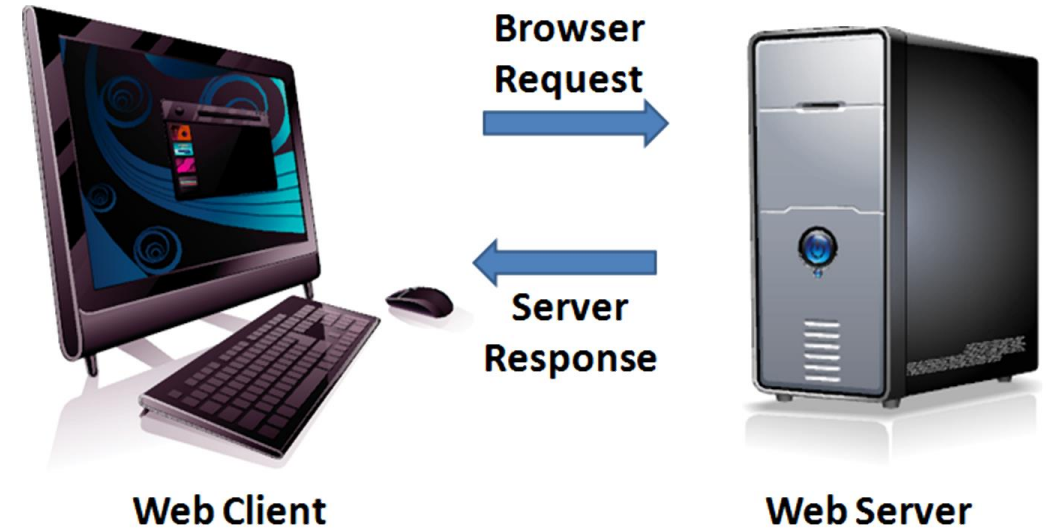 Browser
Request
Server
Response
Web Client
Web Server